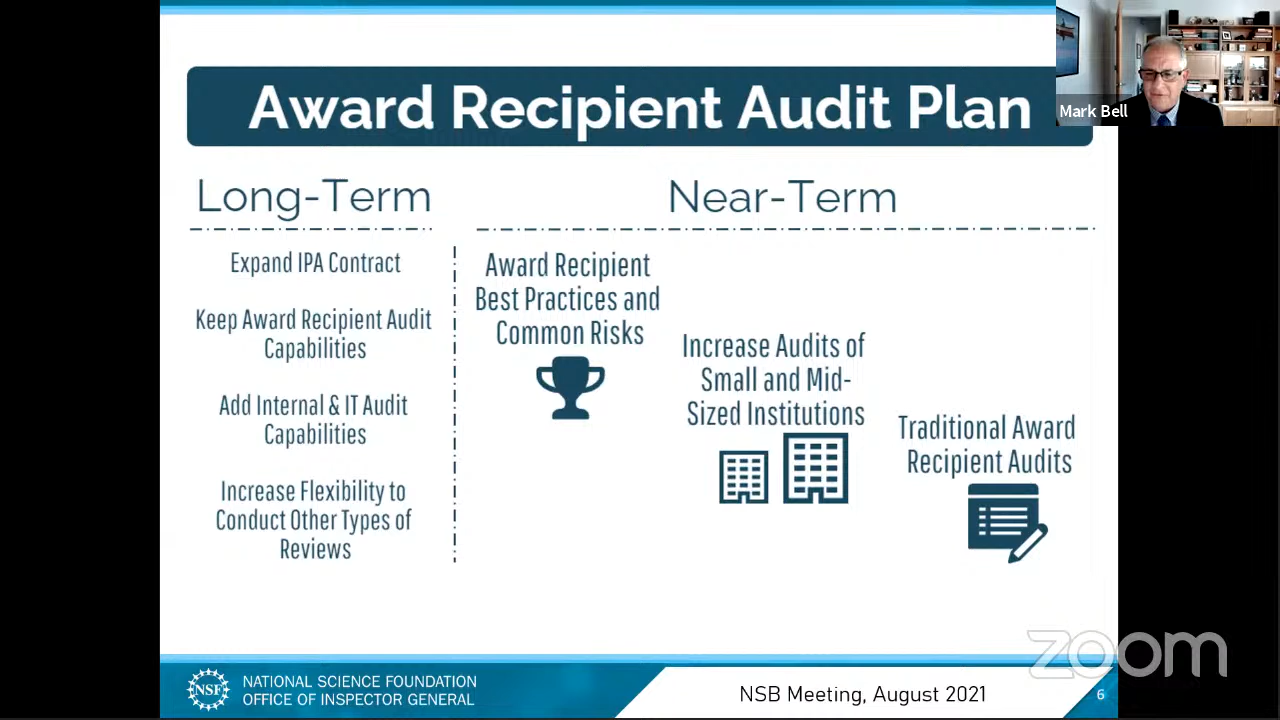 Award Recipient Audit Plan
Mark Bell
Long-Term
Expand IPA Contract
Keep Award Recipient Audit
Capabilities
Add Internal & IT Audit
Capabilities
Increase Flexibility to
Conduct Other Types of
Reviews
Near-Term
Award Recipient
Best Practices and
Common Risks
Increase Audits of
Small and Mid-
Sized Institutions
Traditional Award
Recipient Audits
zoom
NSF
NATIONAL SCIENCE FOUNDATION
OFFICE OF INSPECTOR GENERAL
NSB Meeting, August 2021
6